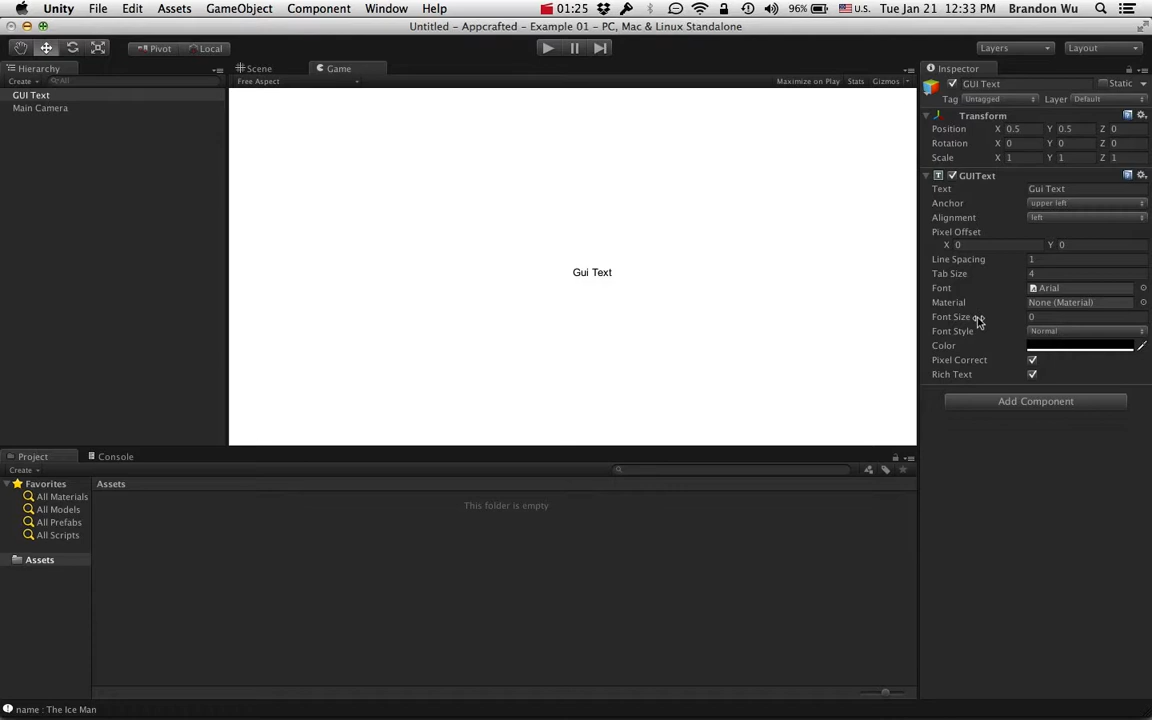 Unity File Edit Assets GameObject Component Window Help 01:25 96% U.S. Tue Jan 21 12:33 PM Brandon Wu
Untitled - Appcrafted - Example 01 - PC, Mac & Linux Standalone
Pivot Local Layers Layout
Hierarchy
Create All
GUI Text
Main Camera
Scene Game
Free Aspect Maximize on Play Stats Gizmos
Gui Text
Inspector
GUI Text Static
Tag Untagged Layer Default
Transform
Position X 0.5 Y 0.5 Z 0
Rotation X 0 Y 0 Z 0
Scale X 1 Y 1 Z 1
GUIText
Text Gui Text
Anchor upper left
Alignment left
Pixel Offset
X 0 Y 0
Line Spacing 1
Tab Size 4
Font Arial
Material None (Material)
Font Size 0
Font Style Normal
Color
Pixel Correct
Rich Text
Add Component
Project Console
Create
Favorites
All Materials
All Models
All Prefabs
All Scripts
Assets
Assets
This folder is empty
name : The Ice Man